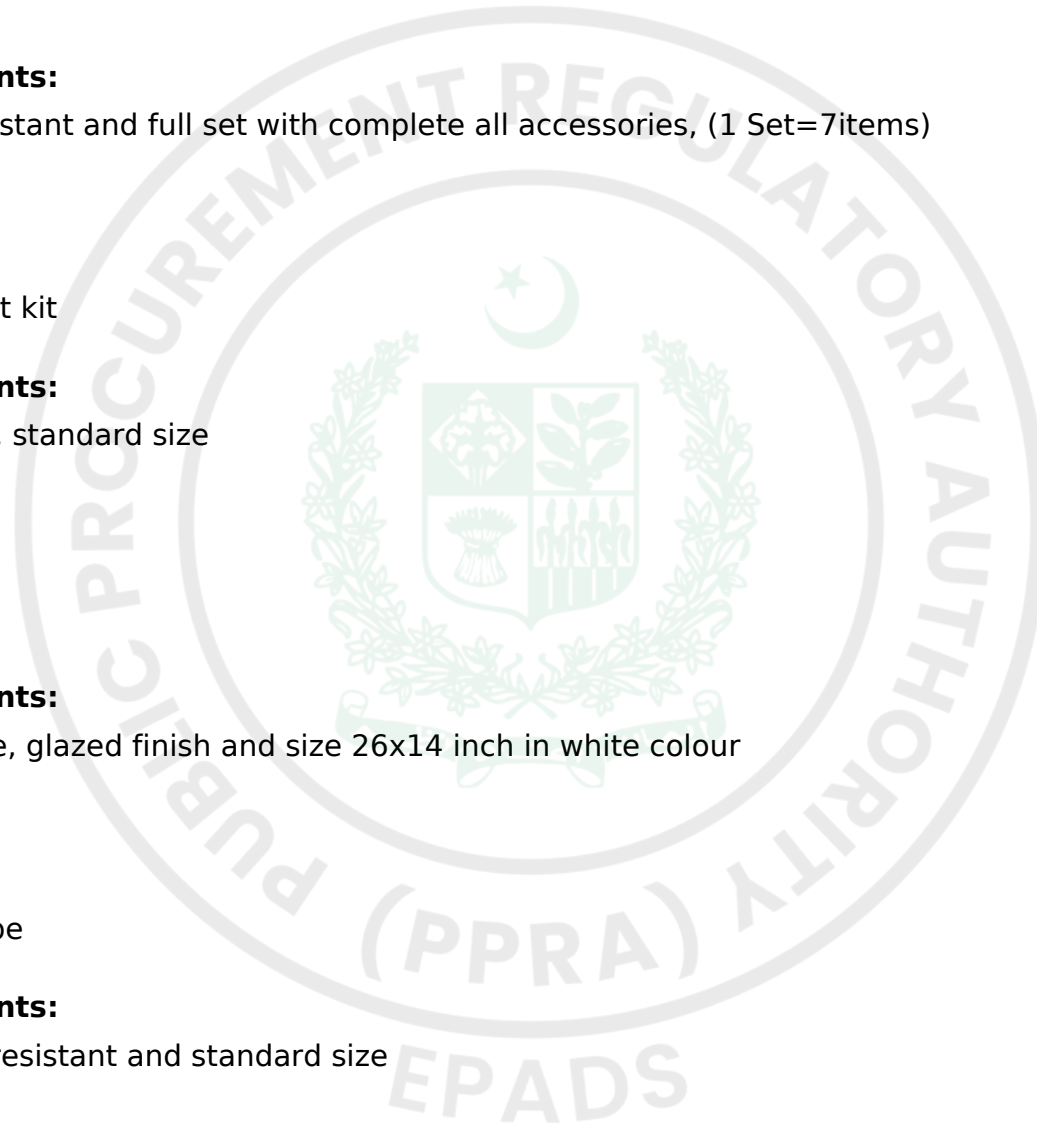 nts:
stant and full set with complete all accessories, (1 Set=7items)
t kit
nts:
. standard size
nts:
e, glazed finish and size 26x14 inch in white colour
pe
nts:
resistant and standard size
PUBLIC PROCUREMENT REGULATORY AUTHORITY
(PPRA)
EPADS